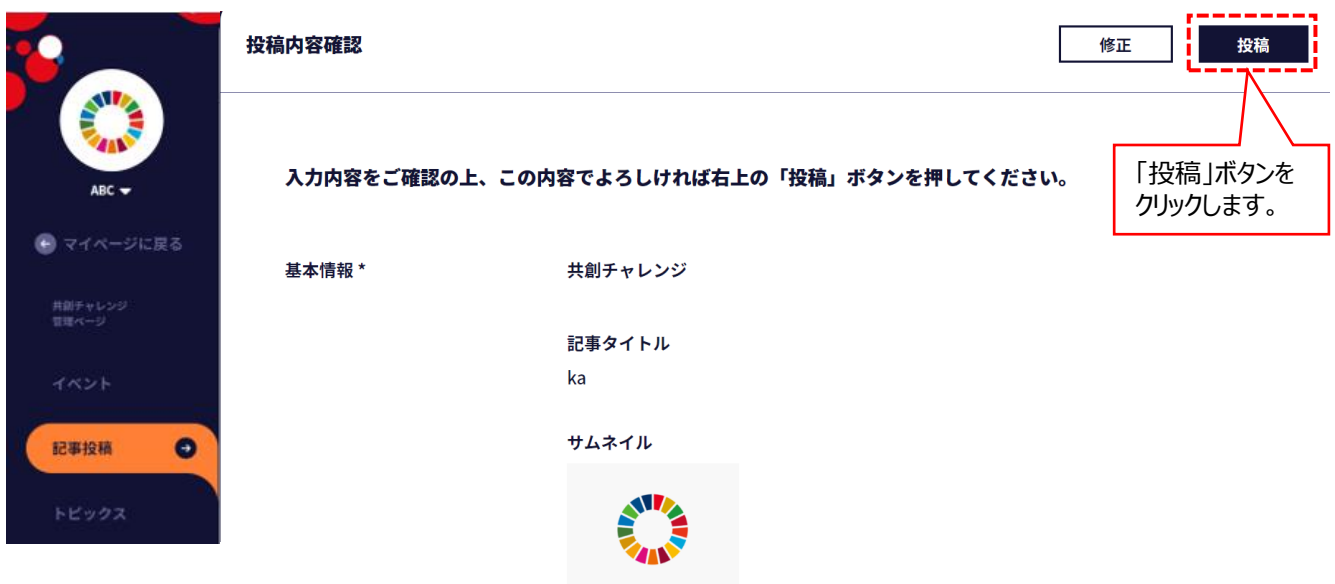 投稿内容確認
修正
投稿
ABC
マイページに戻る
共創チャレンジ
管理ページ
イベント
記事投稿
トピックス
入力内容をご確認の上、この内容でよろしければ右上の「投稿」ボタンを押してください。
「投稿」ボタンを
クリックします。
基本情報 *
共創チャレンジ
記事タイトル
ka
サムネイル